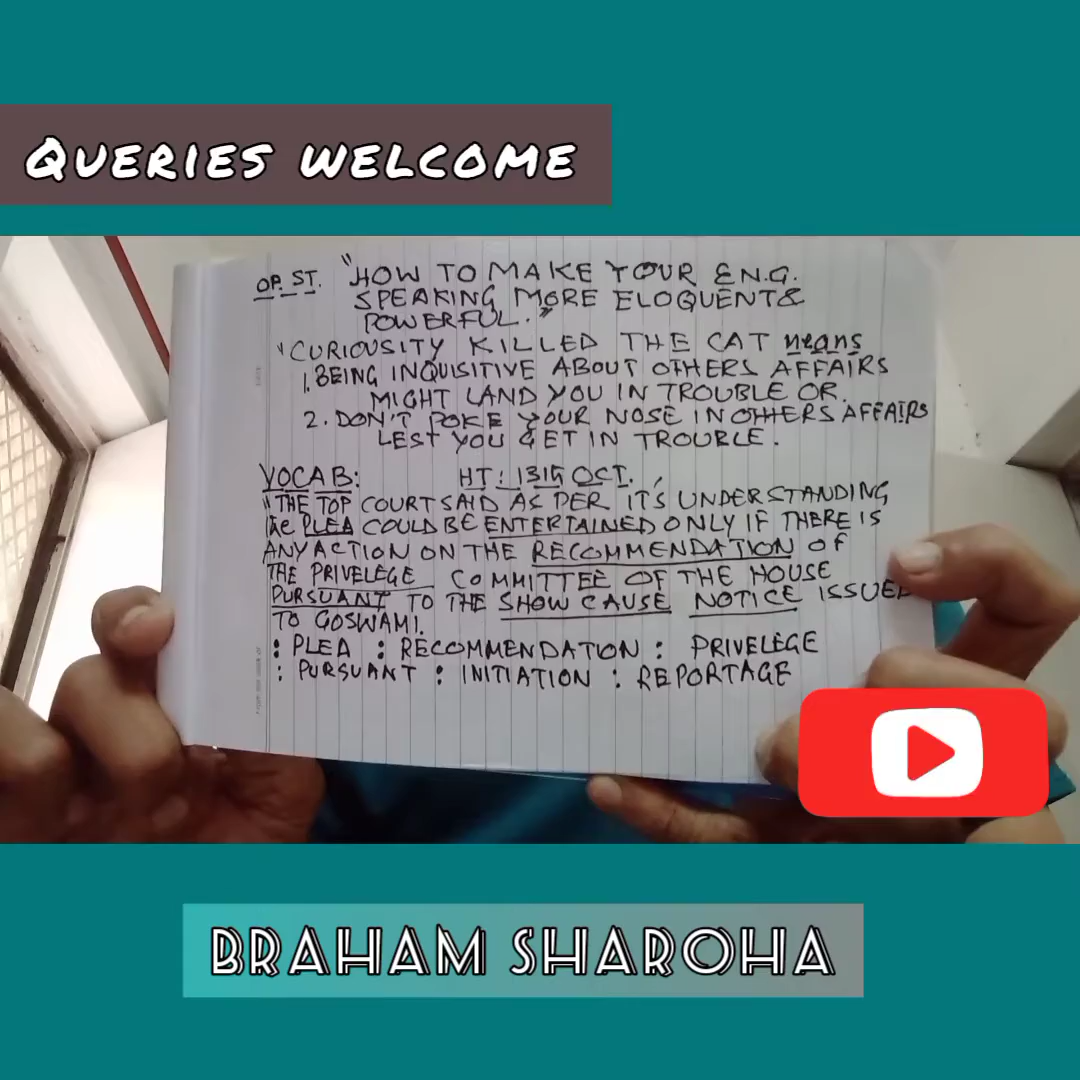 QUERIES WELCOME
OP. ST. "HOW TO MAKE YOUR ENG.
SPEAKING MORE ELOQUENT &
POWERFUL."
"CURIOUSITY KILLED THE CAT means
1. BEING INQUISITIVE ABOUT OTHERS AFFAIRS
MIGHT LAND YOU IN TROUBLE OR.
2. DON'T POKE YOUR NOSE IN OTHERS AFFAIRS
LEST YOU GET IN TROUBLE.
VOCAB: HT: 13th OCT.
"THE TOP COURT SAID AS PER IT'S UNDERSTANDING
the PLEA COULD BE ENTERTAINED ONLY IF THERE IS
ANY ACTION ON THE RECOMMENDATION OF
THE PRIVELEGE COMMITTEE OF THE HOUSE
PURSUANT TO THE SHOW CAUSE NOTICE ISSUED
TO GOSWAMI.
: PLEA : RECOMMENDATION : PRIVELEGE
: PURSUANT : INITIATION : REPORTAGE
BRAHAM SHAROHA